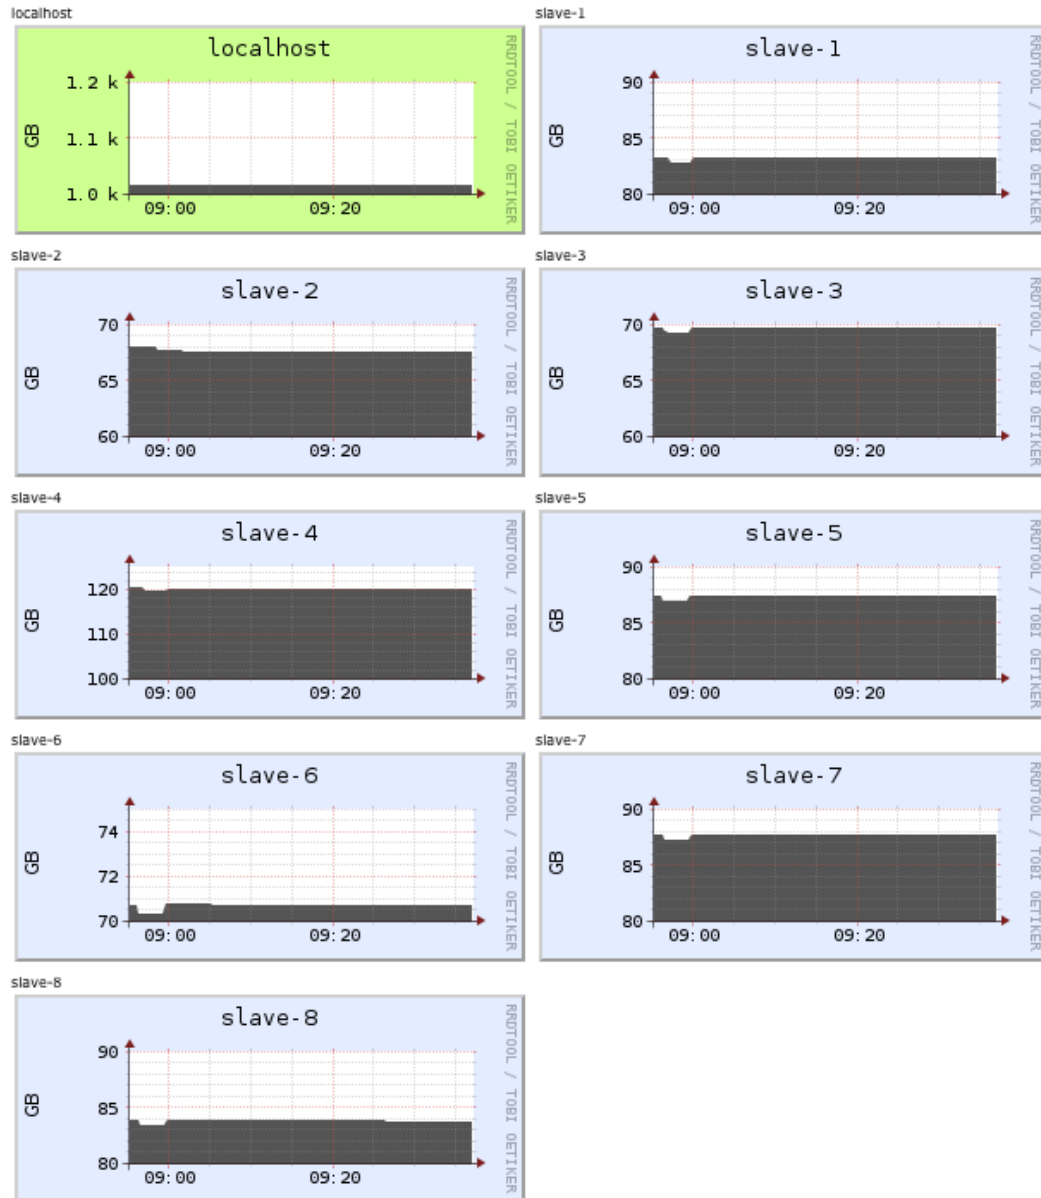 localhost
localhost
GB
1.2 k
1.1 k
1.0 k
09:00 09:20
RRDTOOL / TOBI OETIKER
slave-1
slave-1
GB
90
85
80
09:00 09:20
RRDTOOL / TOBI OETIKER
slave-2
slave-2
GB
70
65
60
09:00 09:20
RRDTOOL / TOBI OETIKER
slave-3
slave-3
GB
70
65
60
09:00 09:20
RRDTOOL / TOBI OETIKER
slave-4
slave-4
GB
120
110
100
09:00 09:20
RRDTOOL / TOBI OETIKER
slave-5
slave-5
GB
90
85
80
09:00 09:20
RRDTOOL / TOBI OETIKER
slave-6
slave-6
GB
74
72
70
09:00 09:20
RRDTOOL / TOBI OETIKER
slave-7
slave-7
GB
90
85
80
09:00 09:20
RRDTOOL / TOBI OETIKER
slave-8
slave-8
GB
90
85
80
09:00 09:20
RRDTOOL / TOBI OETIKER